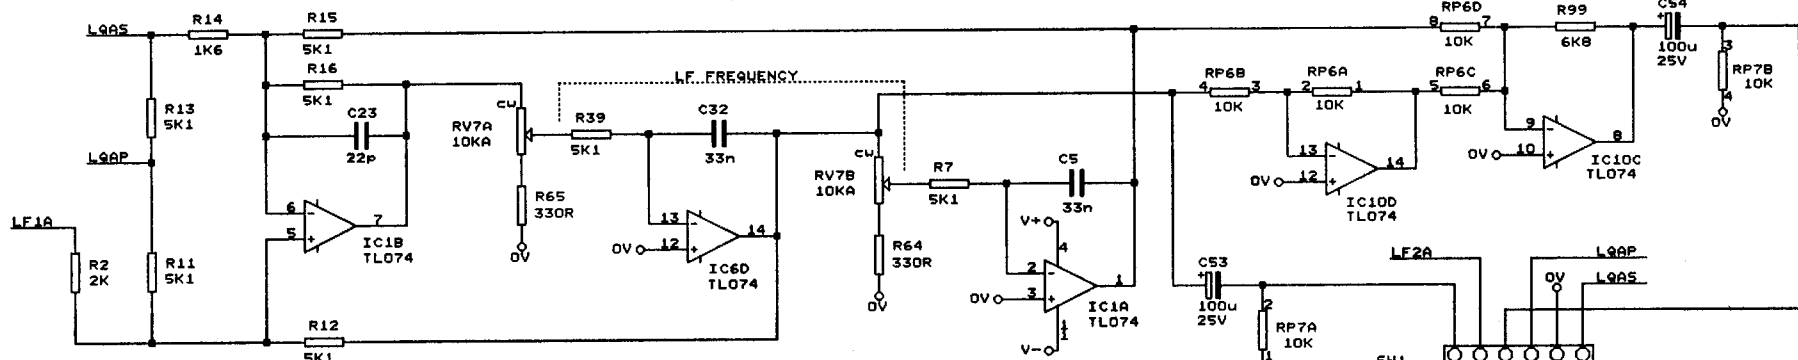 LQAS
R14
1K6
R15
5K1
RP6D
8
7
10K
R99
6K8
C54
+
100u
25V
3
RP7B
10K
4
0V
R16
5K1
LF FREQUENCY
R13
5K1
C23
22p
LQAP
CW
RV7A
10KA
R39
5K1
C32
33n
R65
330R
0V
LF1A
R2
2K
R11
5K1
6
-
5
+
7
IC1B
TL074
R12
5K1
13
-
0V
12
+
14
IC6D
TL074
CW
RV7B
10KA
R7
5K1
C5
33n
R64
330R
0V
V+
4
2
-
0V
3
+
1
IC1A
TL074
V-
4
RP6B
3
10K
2
RP6A
1
10K
5
RP6C
6
10K
13
-
0V
12
+
14
IC10D
TL074
9
-
0V
10
+
8
IC10C
TL074
C53
+
100u
25V
2
RP7A
10K
1
LF2A
LQAP
0V
LQAS